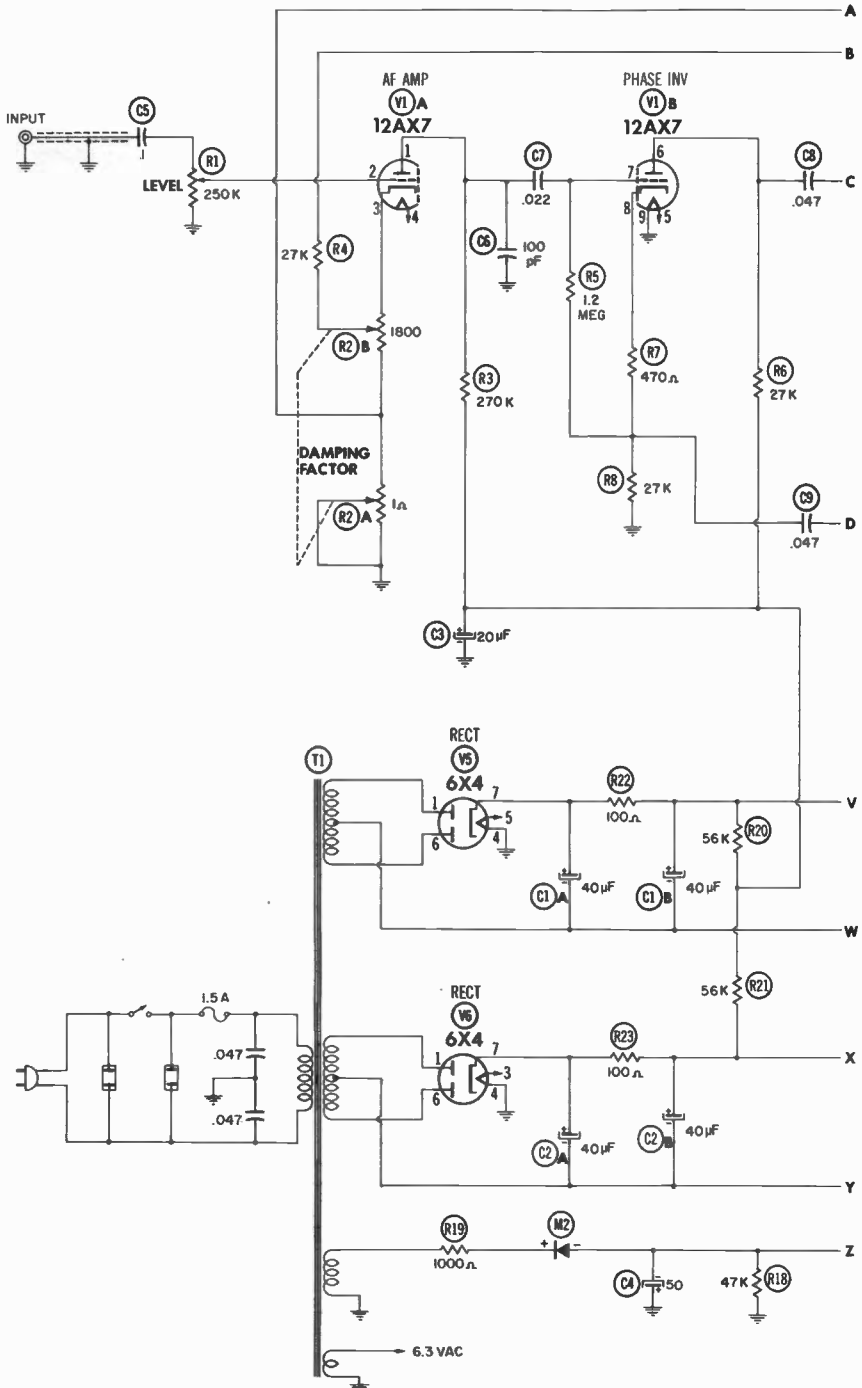 A
B
AF AMP
V1 A
12AX7
PHASE INV
V1 B
12AX7
INPUT
C5
.1
R1
LEVEL
250 K
1
2
3
4
C7
.022
6
7
8
9
5
C8
.047
C
R4
27K
C6
100
pF
R5
1.2
MEG
R2 B
1800
R3
270 K
R7
470Ω
R6
27 K
DAMPING
FACTOR
R2 A
1Ω
R8
27K
C9
.047
D
C3
20µF
T1
RECT
V5
6X4
1
6
7
5
4
R22
100Ω
V
56K
R20
C1 A
40µF
C1 B
40µF
W
56K
R21
RECT
V6
6X4
1
6
7
3
4
R23
100Ω
X
1.5A
.047
.047
C2 A
40µF
C2 B
40µF
Y
R19
1000Ω
+
M2
-
Z
C4
50
47K
R18
6.3 VAC